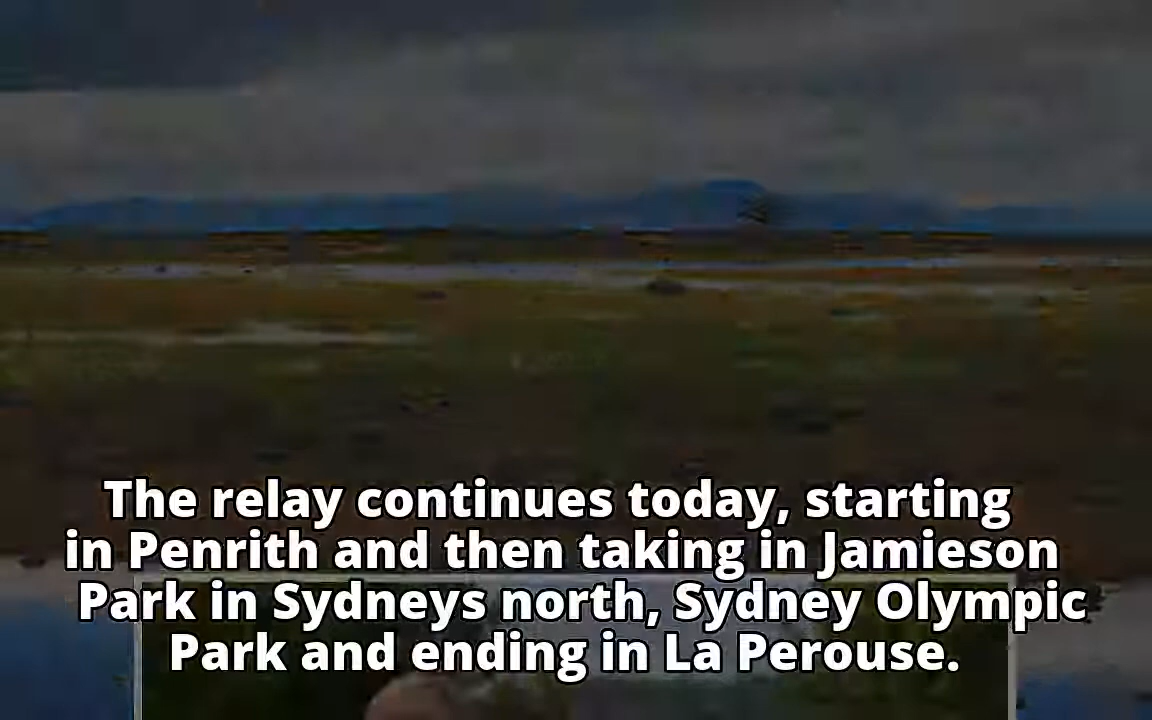 The relay continues today, starting
in Penrith and then taking in Jamieson
Park in Sydneys north, Sydney Olympic
Park and ending in La Perouse.